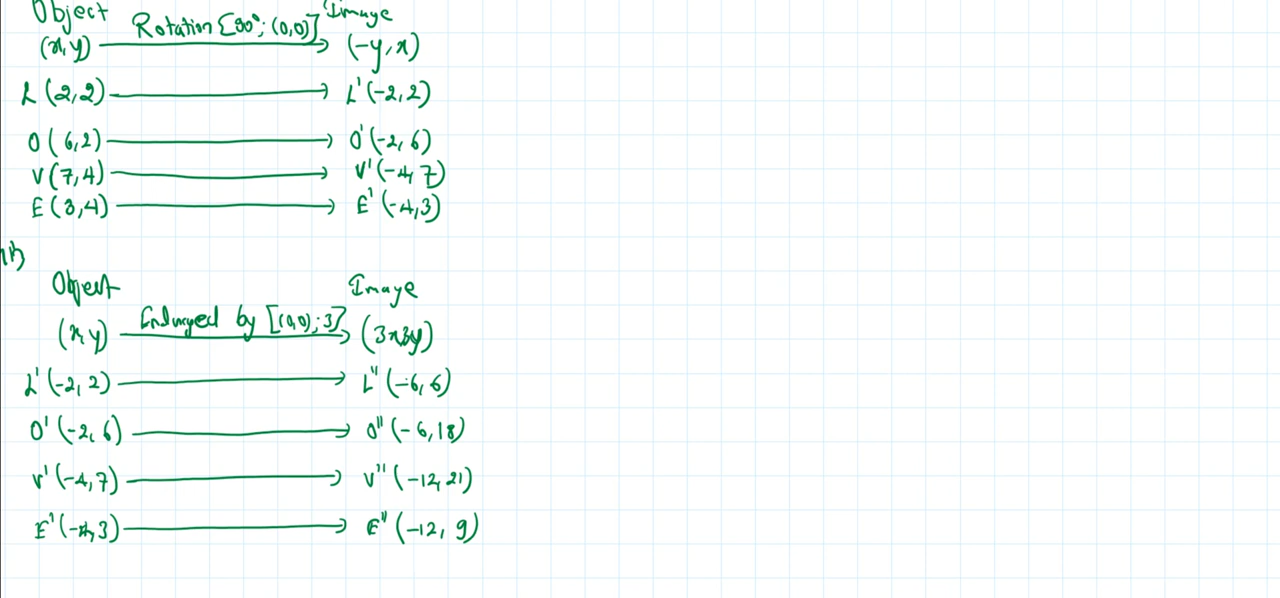 Object Rotation [90°; (0,0)] Image
(x,y) → (-y,x)
L (2,2) → L'(-2,2)
O (6,2) → O'(-2,6)
V(7,4) → V'(-4,7)
E(3,4) → E'(-4,3)
Object Image
(x,y) Enlarged by [(0,0);3] → (3x,3y)
L'(-2,2) → L"(-6,6)
O'(-2,6) → O"(-6,18)
V'(-4,7) → V"(-12,21)
E'(-4,3) → E"(-12,9)